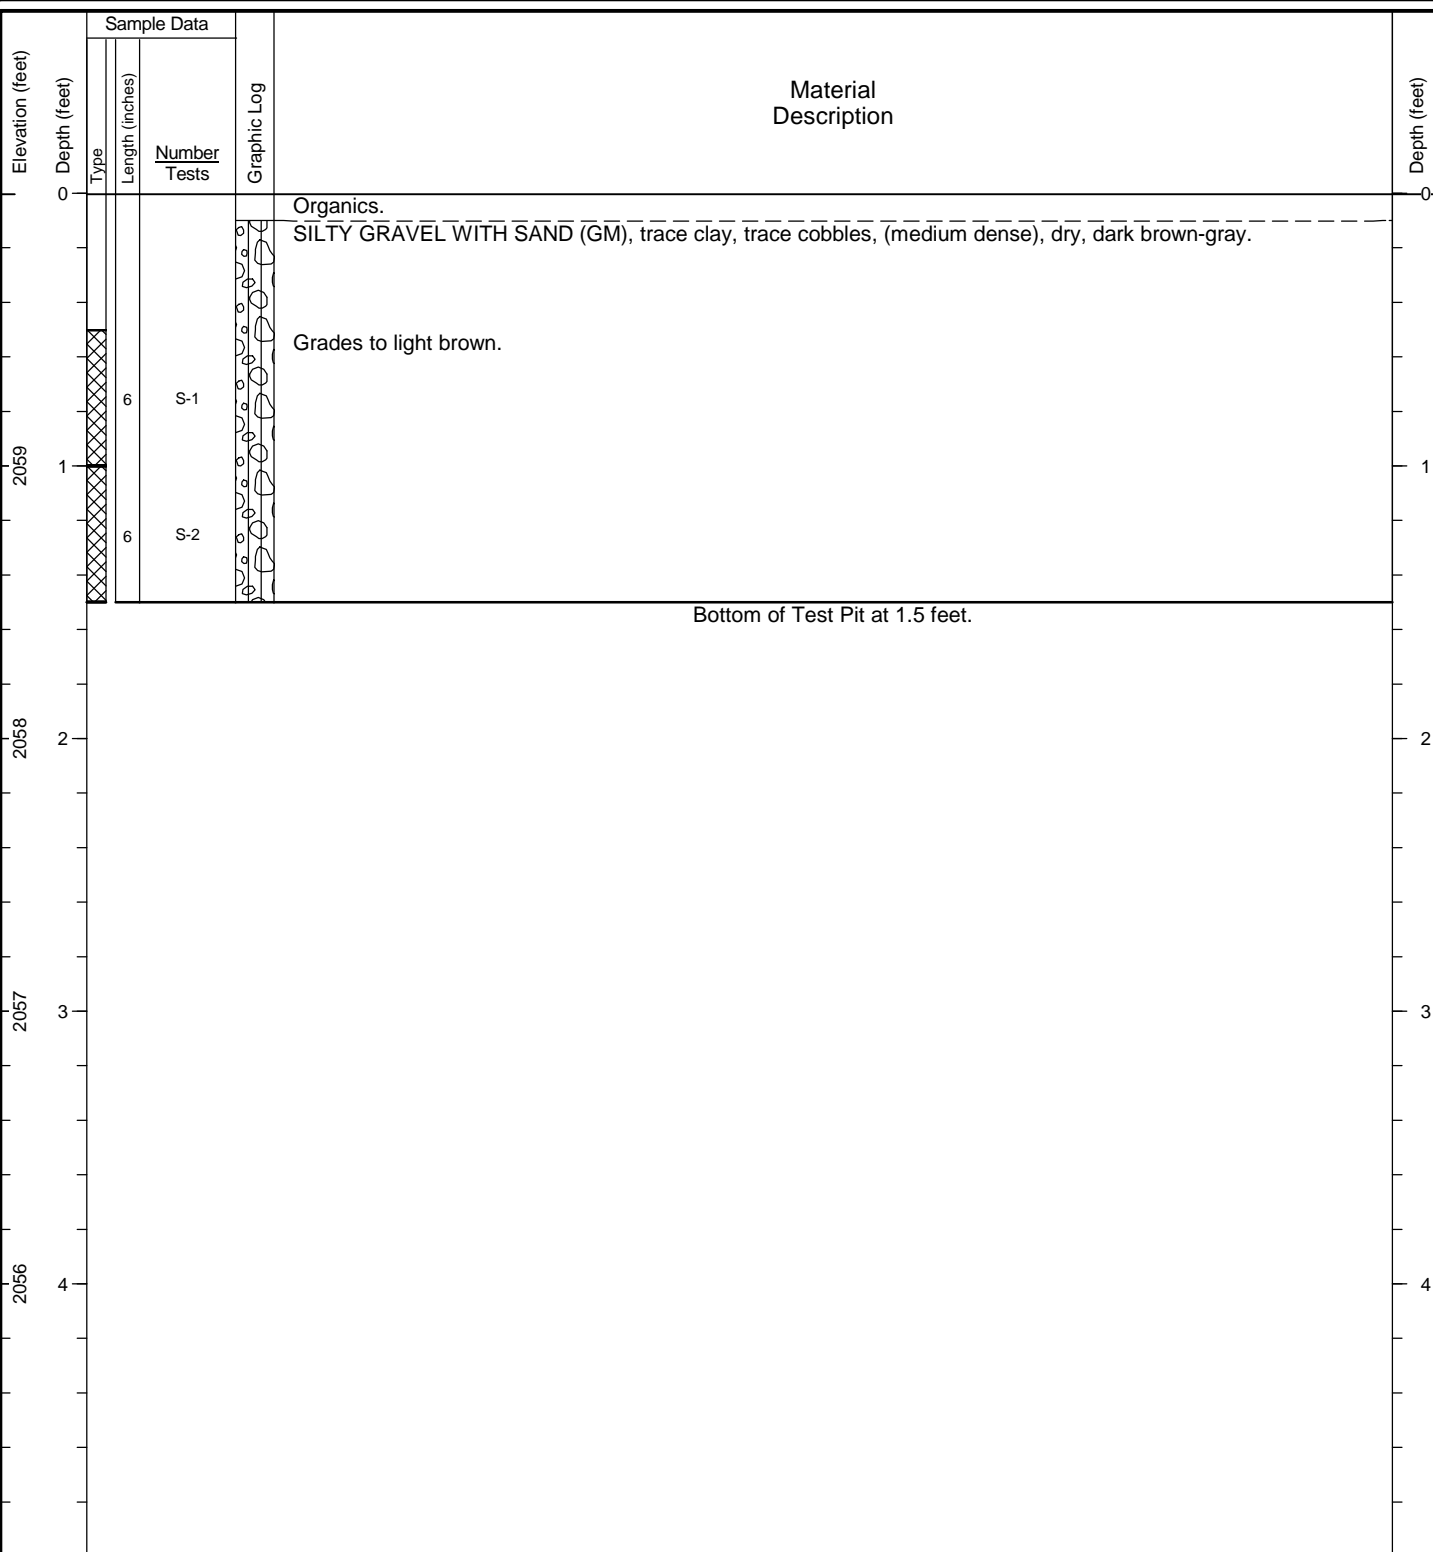 Sample Data
Elevation (feet)
Depth (feet)
Type
Length (inches)
Number
Tests
Graphic Log
Material
Description
Depth (feet)
0
0
Organics.
SILTY GRAVEL WITH SAND (GM), trace clay, trace cobbles, (medium dense), dry, dark brown-gray.
Grades to light brown.
6 S-1
2059 1 1
6 S-2
Bottom of Test Pit at 1.5 feet.
2058 2 2
2057 3 3
2056 4 4